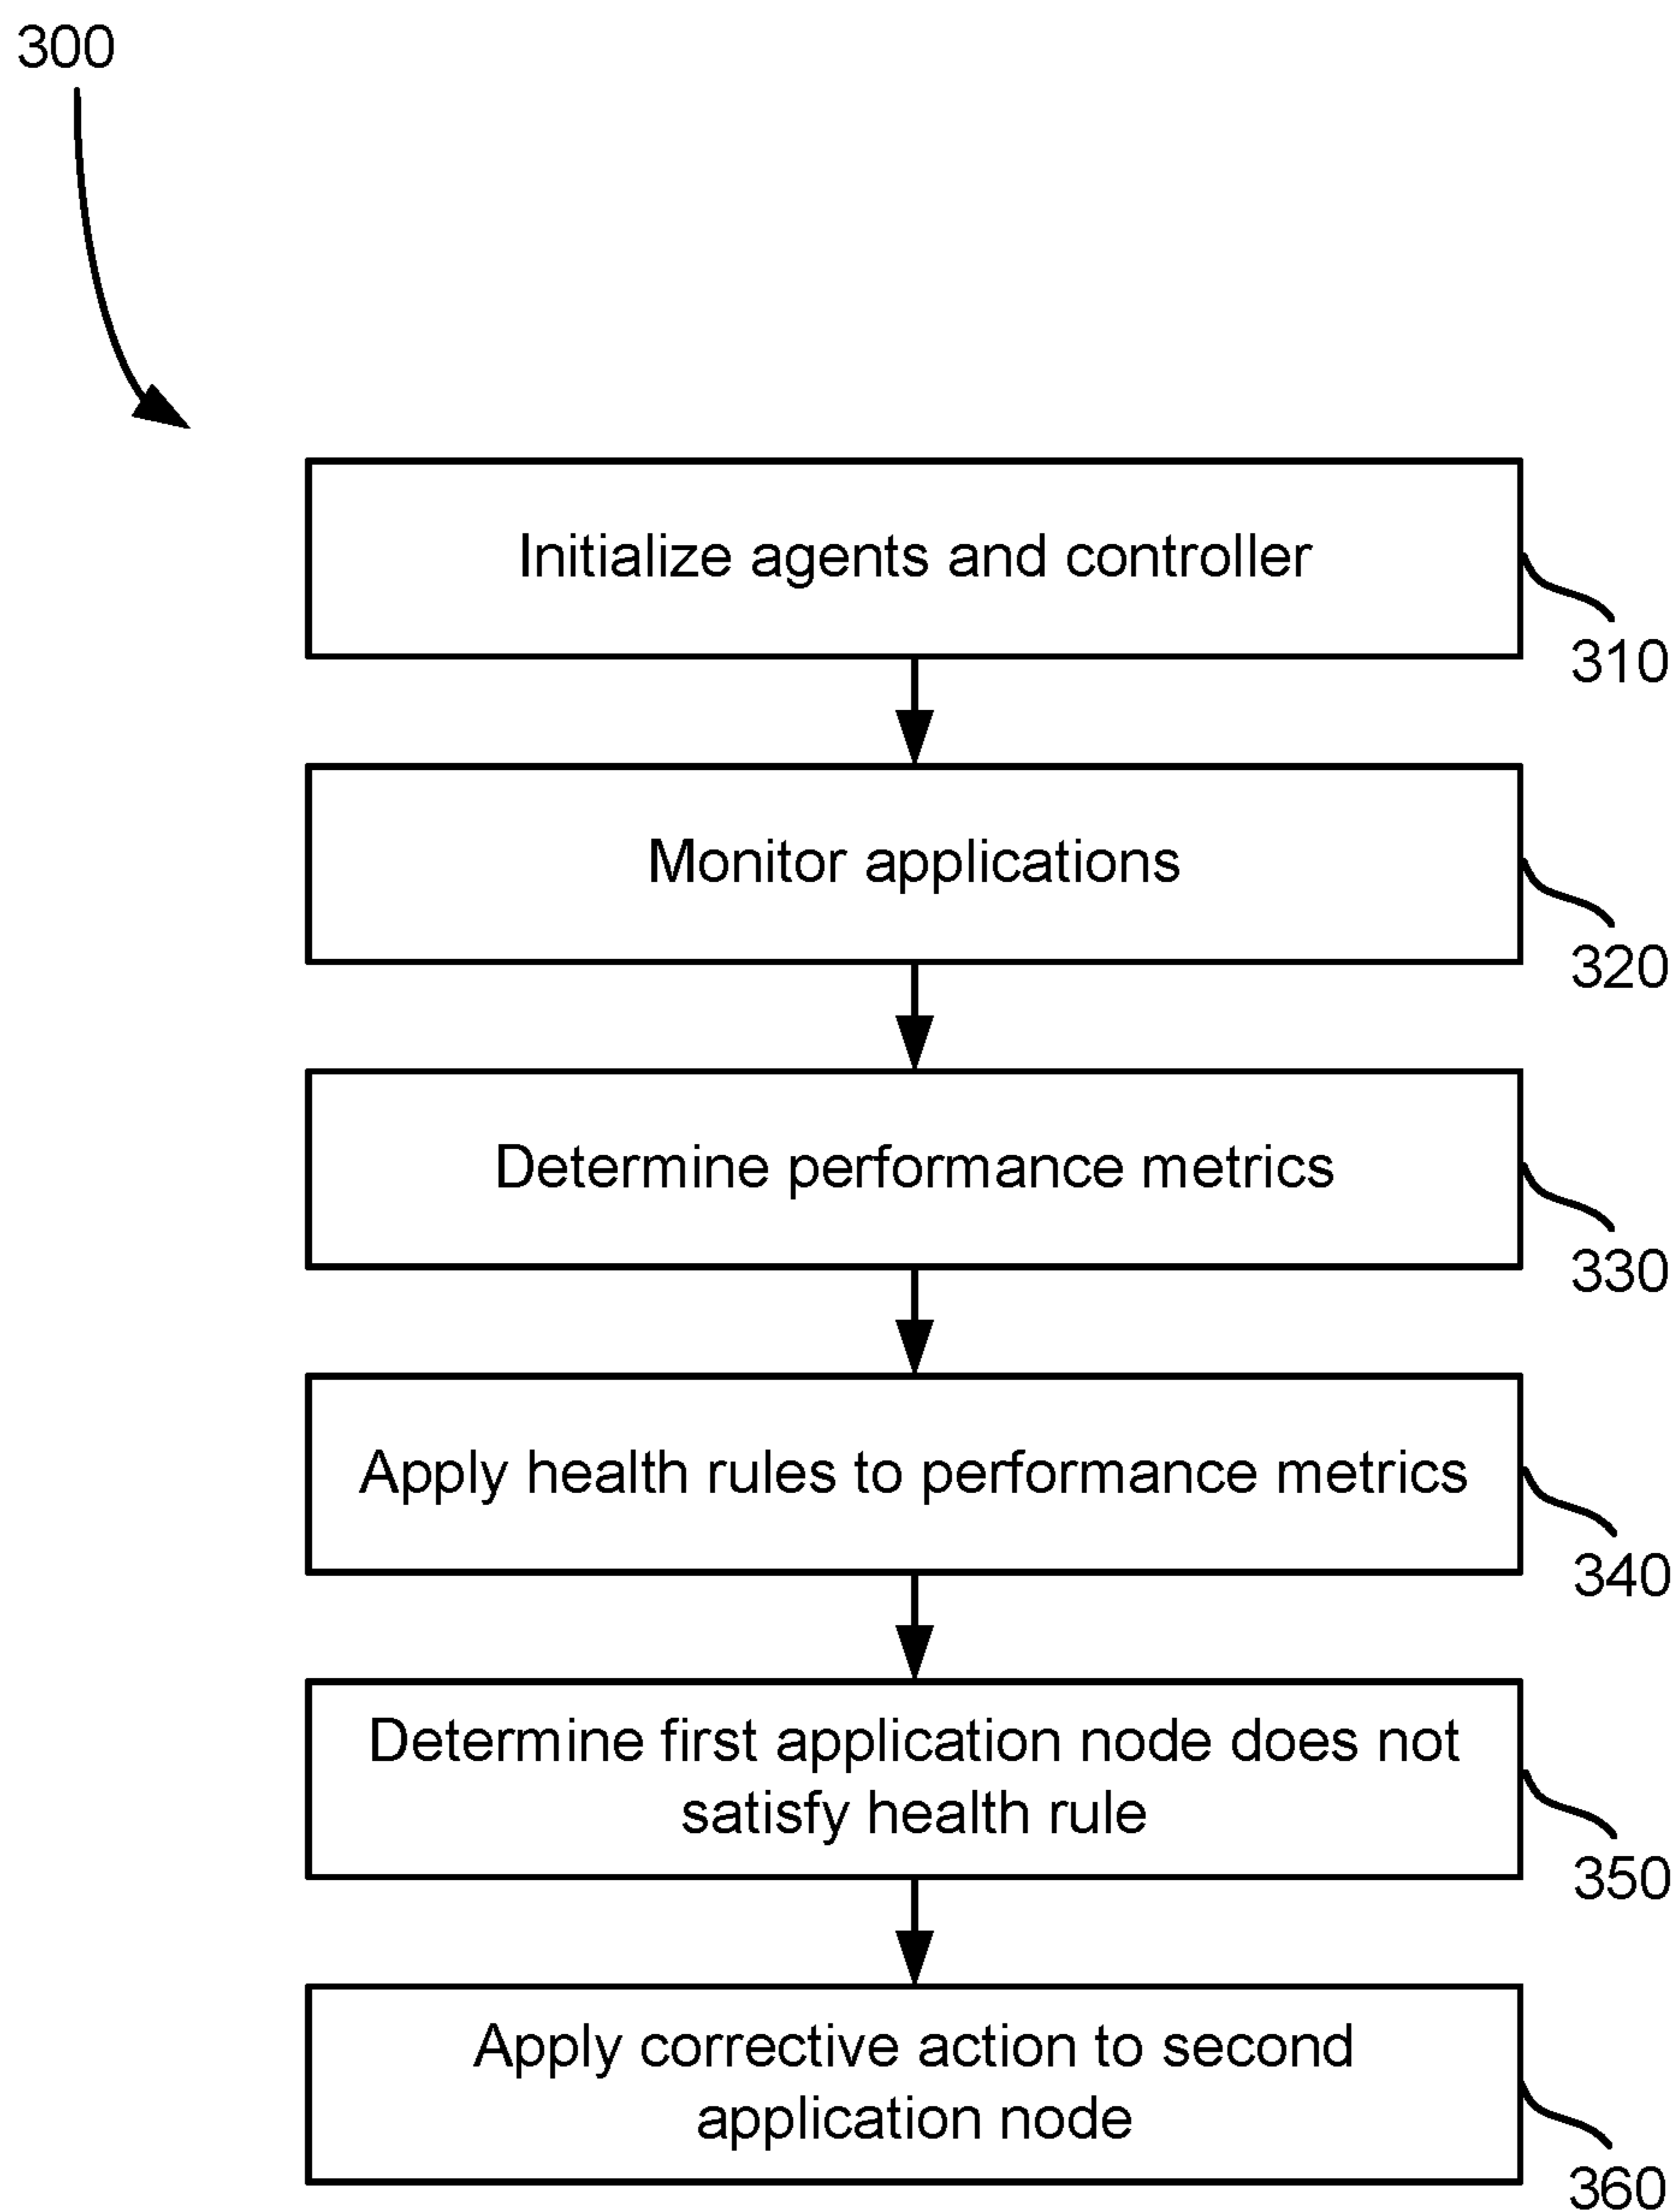 300
Initialize agents and controller
310
Monitor applications
320
Determine performance metrics
330
Apply health rules to performance metrics
340
Determine first application node does not
satisfy health rule
350
Apply corrective action to second
application node
360